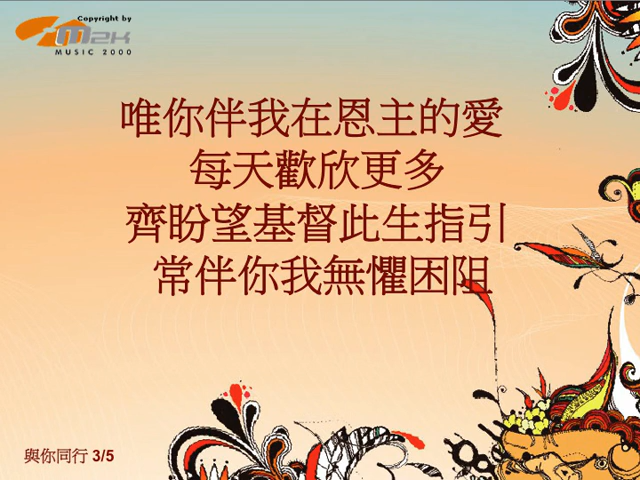 Copyright by
M2K
MUSIC 2000
唯你伴我在恩主的愛
每天歡欣更多
齊盼望基督此生指引
常伴你我無懼困阻
與你同行 3/5